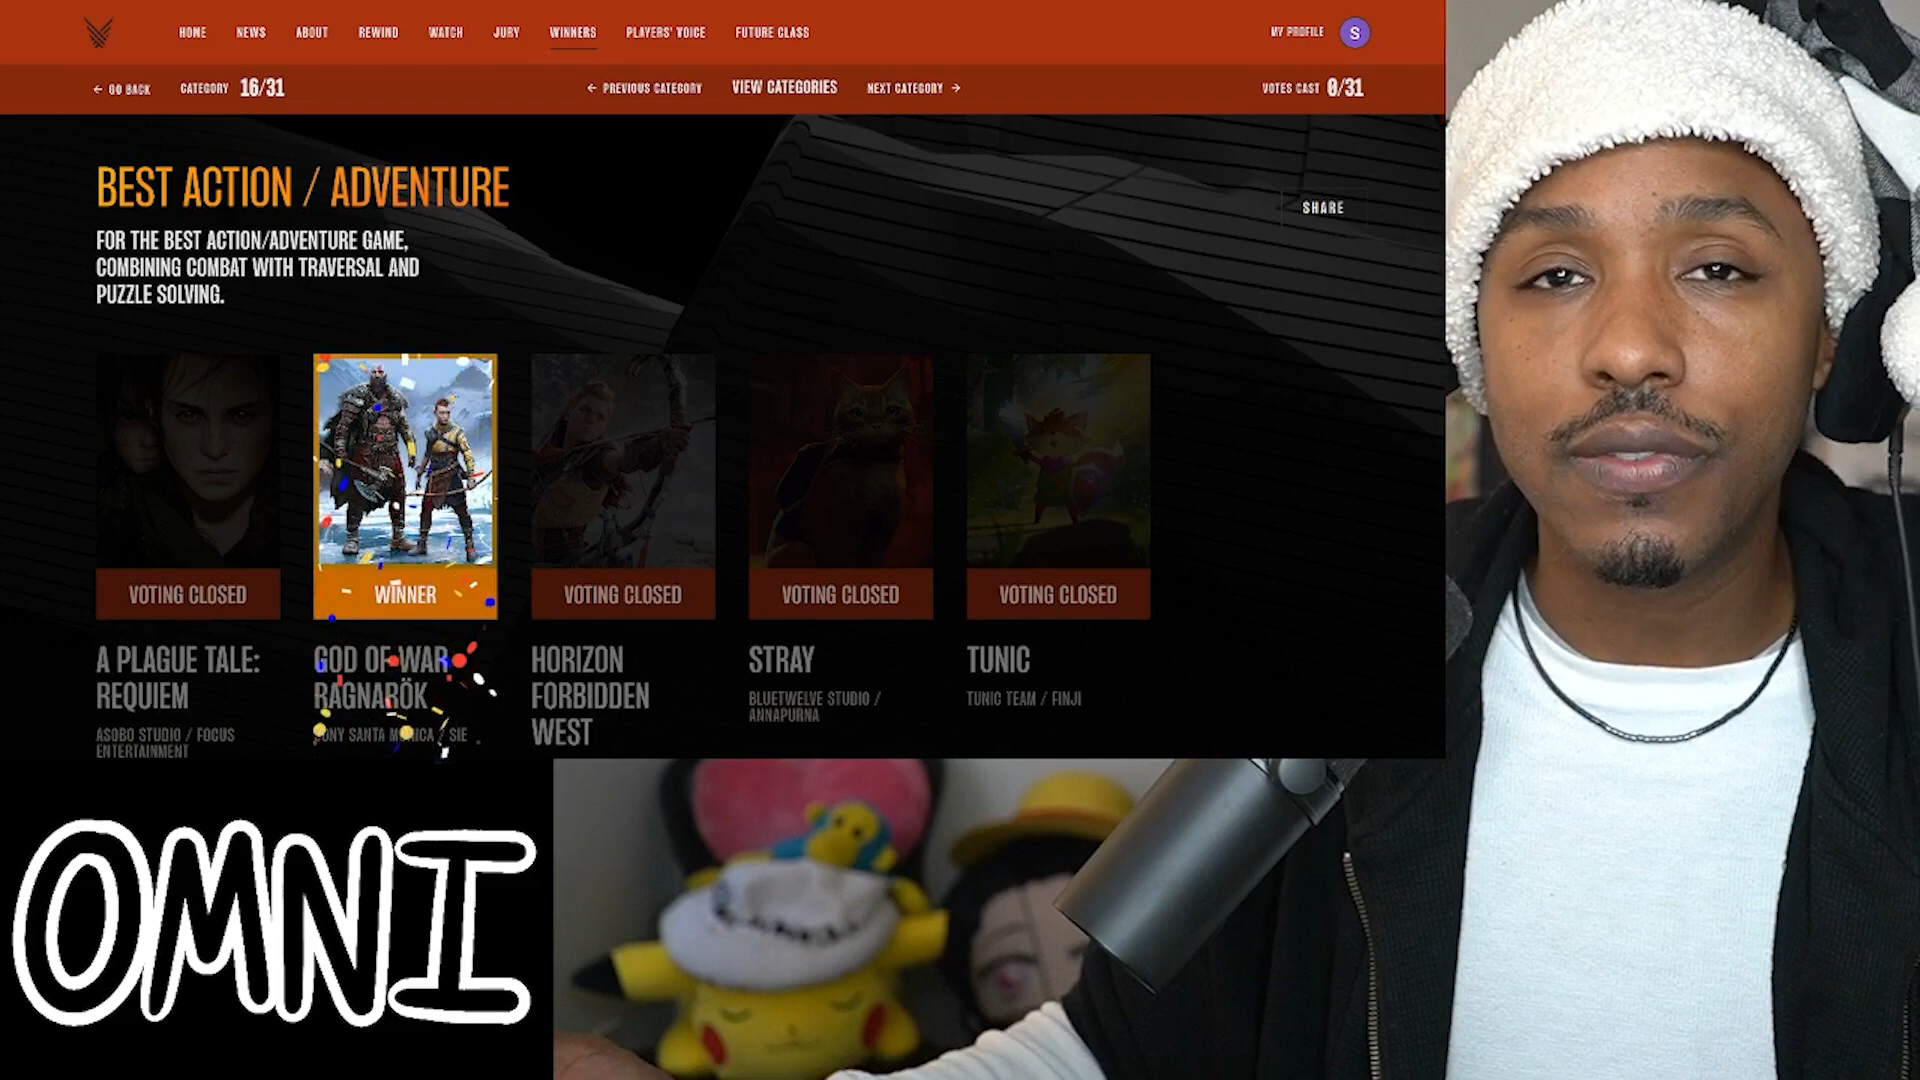 HOME NEWS ABOUT REWIND WATCH JURY WINNERS PLAYERS' VOICE FUTURE CLASS MY PROFILE S
← GO BACK CATEGORY 16/31 ← PREVIOUS CATEGORY VIEW CATEGORIES NEXT CATEGORY → VOTES CAST 0/31
BEST ACTION / ADVENTURE
SHARE
FOR THE BEST ACTION/ADVENTURE GAME,
COMBINING COMBAT WITH TRAVERSAL AND
PUZZLE SOLVING.
VOTING CLOSED
WINNER
VOTING CLOSED
VOTING CLOSED
VOTING CLOSED
A PLAGUE TALE:
REQUIEM
ASOBO STUDIO / FOCUS
ENTERTAINMENT
GOD OF WAR
RAGNARÖK
SONY SANTA MONICA / SIE
HORIZON
FORBIDDEN
WEST
STRAY
BLUETWELVE STUDIO /
ANNAPURNA
TUNIC
TUNIC TEAM / FINJI
OMNI